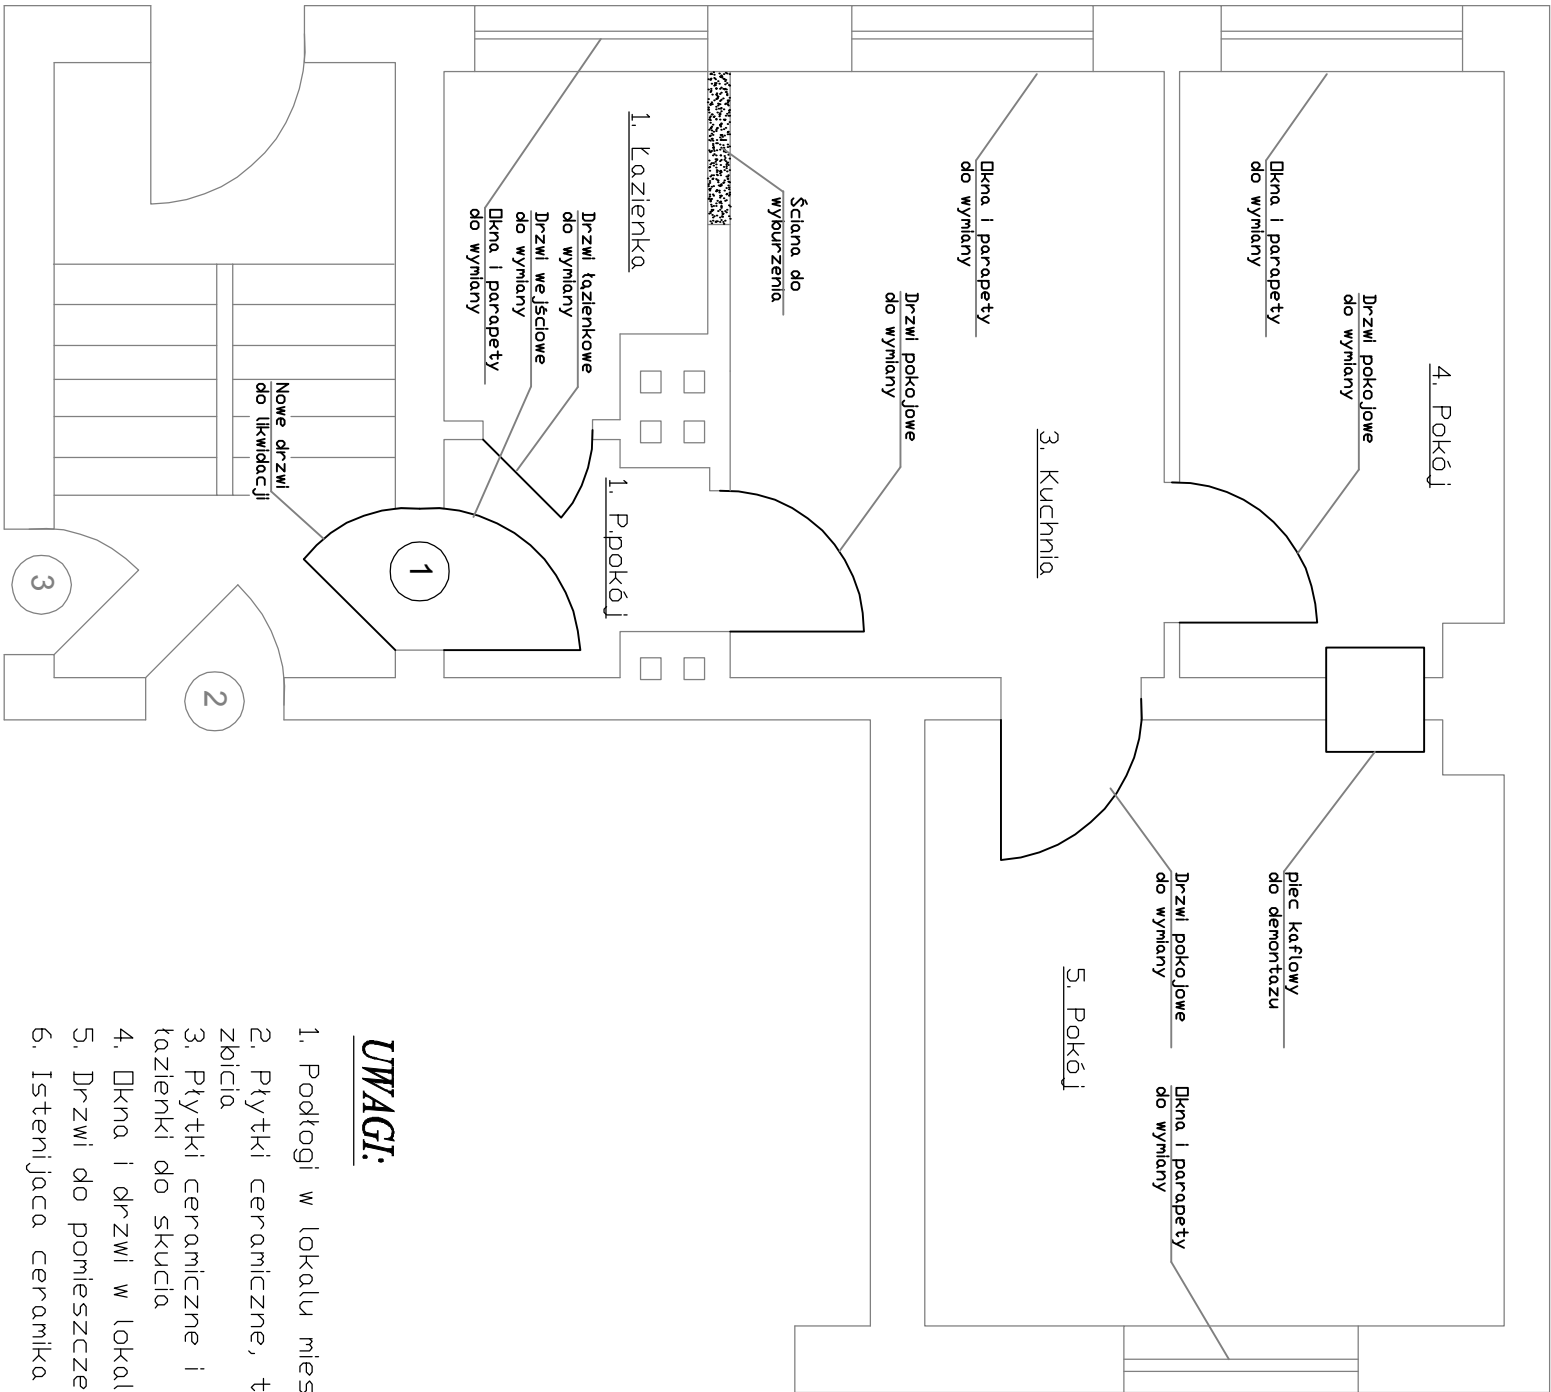 4. Pokój
Drzwi pokojowe
do wymiany
Okna i parapety
do wymiany
piec kaflowy
do demontazu
Drzwi pokojowe
do wymiany
Okna i parapety
do wymiany
5. Pokój
3. Kuchnia
Okna i parapety
do wymiany
Drzwi pokojowe
do wymiany
Ściana do
wyburzenia
1. Łazienka
1. P.pokój
Drzwi łazienkowe
do wymiany
Drzwi wejściowe
do wymiany
Okna i parapety
do wymiany
1
Nowe drzwi
do likwidacji
2
3
UWAGI:
1. Podłogi w lokalu mies
2. Płytki ceramiczne, t
zbicia
3. Płytki ceramiczne i
łazienki do skucia
4. Okna i drzwi w lokal
5. Drzwi do pomieszcze
6. Istenijaca ceramika